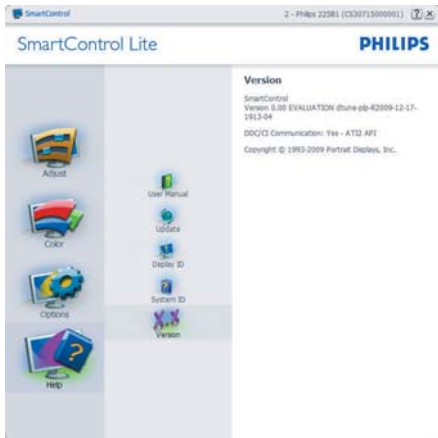 SmartControl
2 - Philips 225B1 (CS30715000001)
SmartControl Lite
PHILIPS
Adjust
Color
Options
Help
User Manual
Update
Display ID
System ID
Version
Version
SmartControl
Version 0.00 EVALUATION dtune-plp-R2009-12-17-
1913-04
DDC/CI Communication: Yes - ATI2 API
Copyright © 1993-2009 Portrait Displays, Inc.